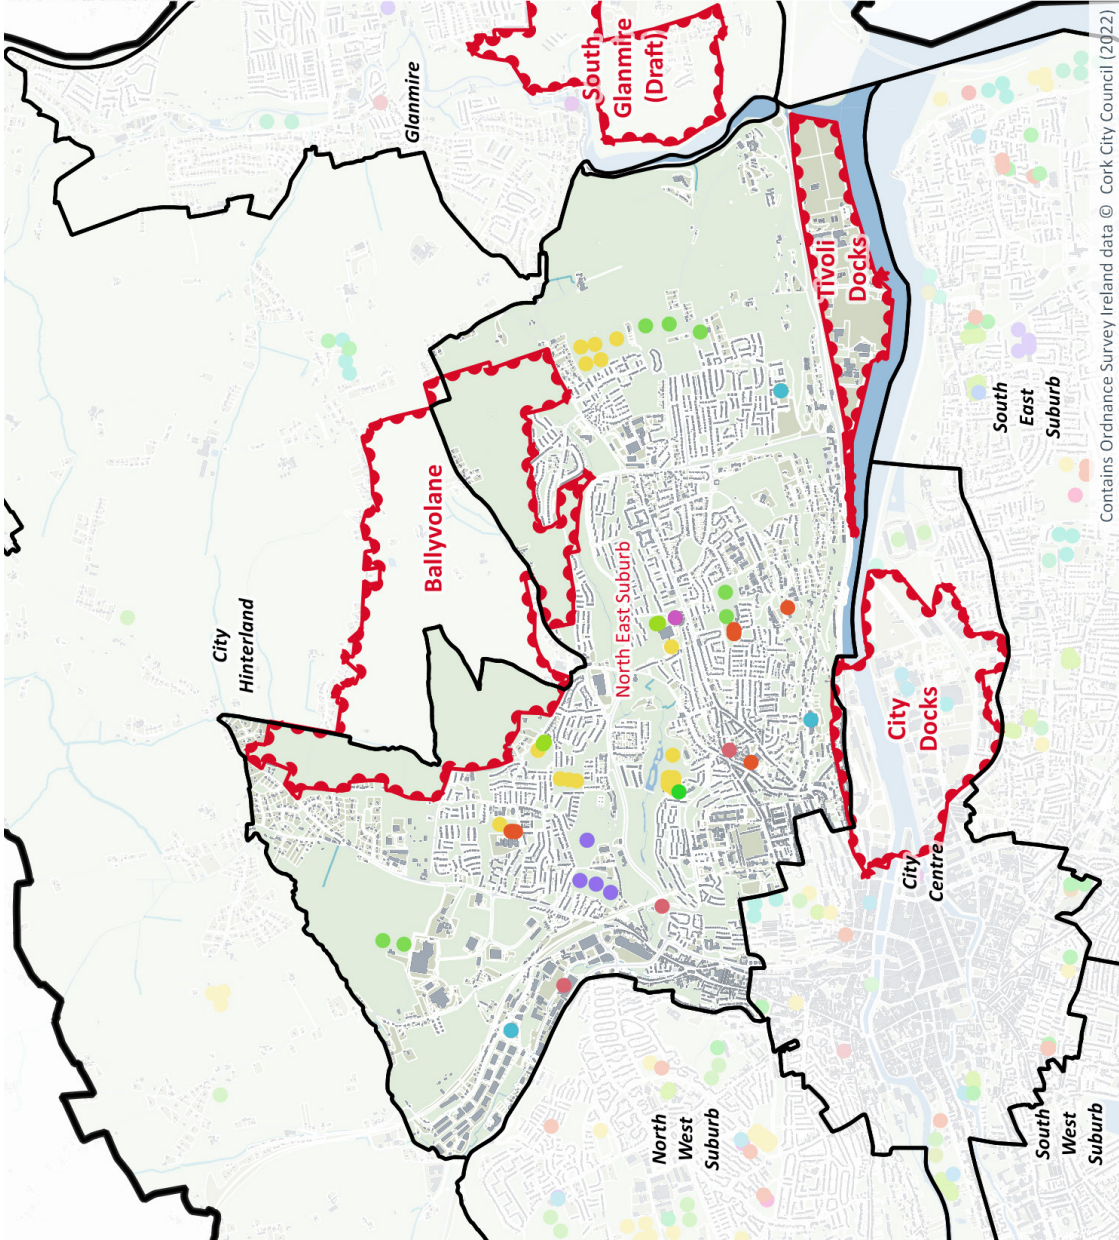 South
Glanmire
(Draft)
Glanmire
City
Hinterland
Ballyvolane
Tivoli
Docks
North East Suburb
South
East
Suburb
City
Docks
City
Centre
North
West
Suburb
South
West
Suburb
Contains Ordnance Survey Ireland data © Cork City Council (2022)